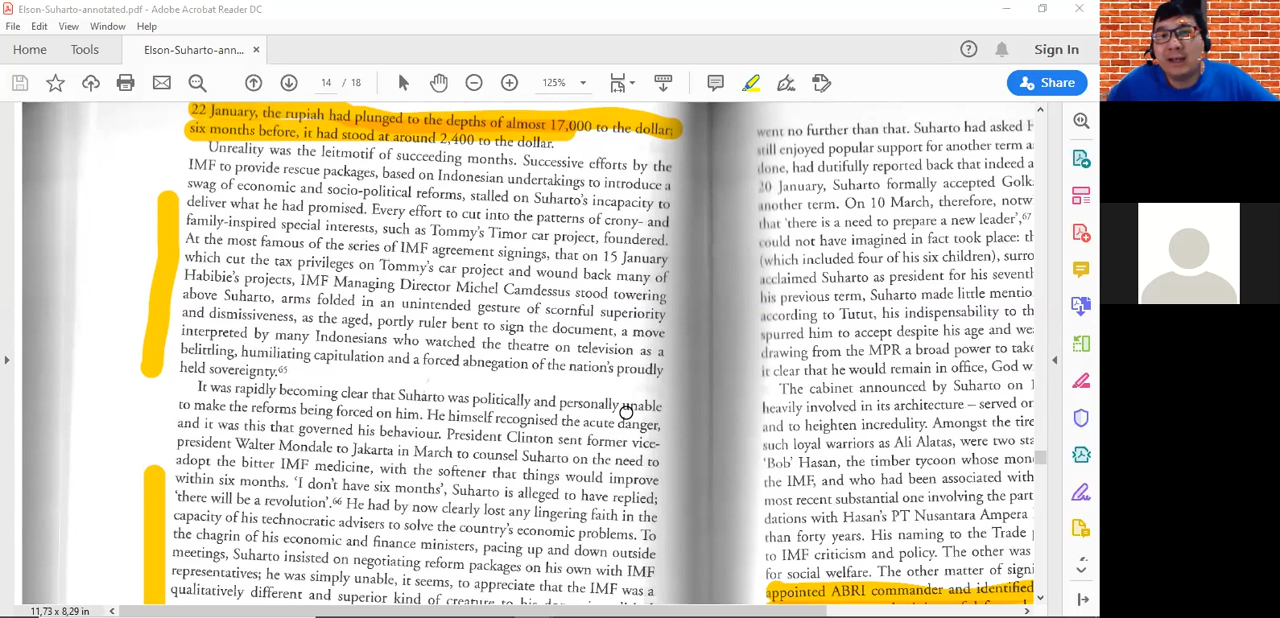 Elson-Suharto-annotated.pdf - Adobe Acrobat Reader DC
File Edit View Window Help
Home Tools Elson-Suharto-ann... × Sign In
14 / 18 125% Share
22 January, the rupiah had plunged to the depths of almost 17,000 to the dollar;
six months before, it had stood at around 2,400 to the dollar.
Unreality was the leitmotif of succeeding months. Successive efforts by the
IMF to provide rescue packages, based on Indonesian undertakings to introduce a
swag of economic and socio-political reforms, stalled on Suharto's incapacity to
deliver what he had promised. Every effort to cut into the patterns of crony- and
family-inspired special interests, such as Tommy's Timor car project, foundered.
At the most famous of the series of IMF agreement signings, that on 15 January
which cut the tax privileges on Tommy's car project and wound back many of
Habibie's projects, IMF Managing Director Michel Camdessus stood towering
above Suharto, arms folded in an unintended gesture of scornful superiority
and dismissiveness, as the aged, portly ruler bent to sign the document, a move
interpreted by many Indonesians who watched the theatre on television as a
belittling, humiliating capitulation and a forced abnegation of the nation's proudly
held sovereignty.65
It was rapidly becoming clear that Suharto was politically and personally unable
to make the reforms being forced on him. He himself recognised the acute danger,
and it was this that governed his behaviour. President Clinton sent former vice-
president Walter Mondale to Jakarta in March to counsel Suharto on the need to
adopt the bitter IMF medicine, with the softener that things would improve
within six months. 'I don't have six months', Suharto is alleged to have replied;
'there will be a revolution'.66 He had by now clearly lost any lingering faith in the
capacity of his technocratic advisers to solve the country's economic problems. To
the chagrin of his economic and finance ministers, pacing up and down outside
meetings, Suharto insisted on negotiating reform packages on his own with IMF
representatives; he was simply unable, it seems, to appreciate that the IMF was a
qualitatively different and superior kind of creature to his
went no further than that. Suharto had asked
still enjoyed popular support for another term a
done, had dutifully reported back that indeed a
20 January, Suharto formally accepted Golk
another term. On 10 March, therefore, notw
that 'there is a need to prepare a new leader',67
could not have imagined in fact took place: th
(which included four of his six children), surro
acclaimed Suharto as president for his seventh
his previous term, Suharto made little mentio
according to Tutut, his indispensability to th
spurred him to accept despite his age and we
drawing from the MPR a broad power to take
it clear that he would remain in office, God w
The cabinet announced by Suharto on 1
heavily involved in its architecture – served on
and to heighten incredulity. Amongst the tire
such loyal warriors as Ali Alatas, were two sta
'Bob' Hasan, the timber tycoon whose mon
the IMF, and who had been associated with
most recent substantial one involving the part
dations with Hasan's PT Nusantara Ampera
than forty years. His naming to the Trade
to IMF criticism and policy. The other was
for social welfare. The other matter of signi
appointed ABRI commander and identified
11,73 x 8,29 in